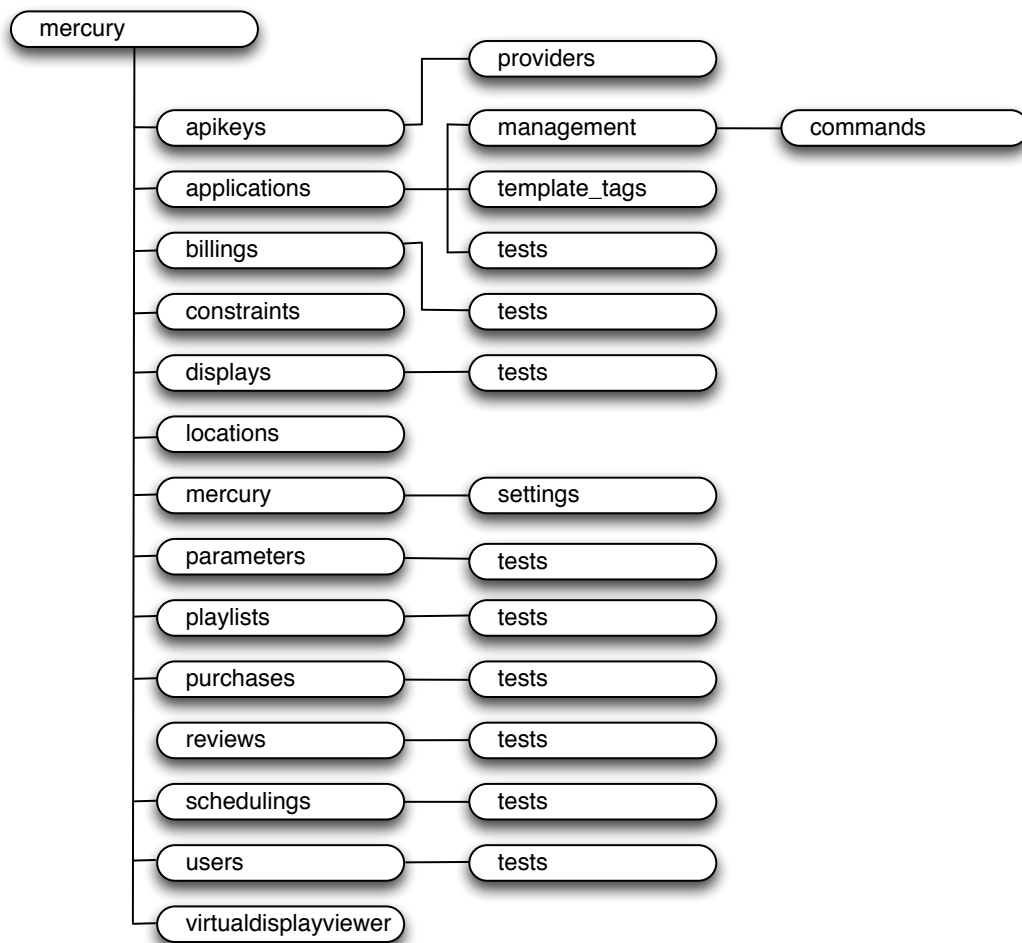 mercury
providers
apikeys
management
commands
applications
template_tags
billings
tests
constraints
tests
displays
tests
locations
mercury
settings
parameters
tests
playlists
tests
purchases
tests
reviews
tests
schedulings
tests
users
tests
virtualdisplayviewer